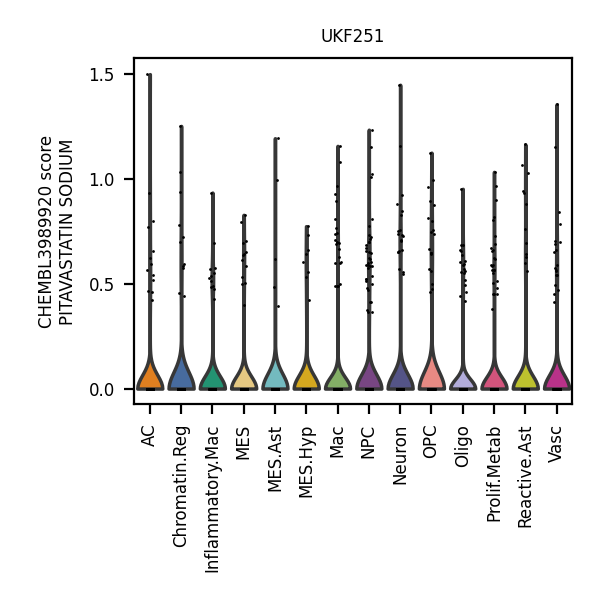 UKF251
CHEMBL3989920 score
PITAVASTATIN SODIUM
1.5
1.0
0.5
0.0
AC
Chromatin.Reg
Inflammatory.Mac
MES
MES.Ast
MES.Hyp
Mac
NPC
Neuron
OPC
Oligo
Prolif.Metab
Reactive.Ast
Vasc